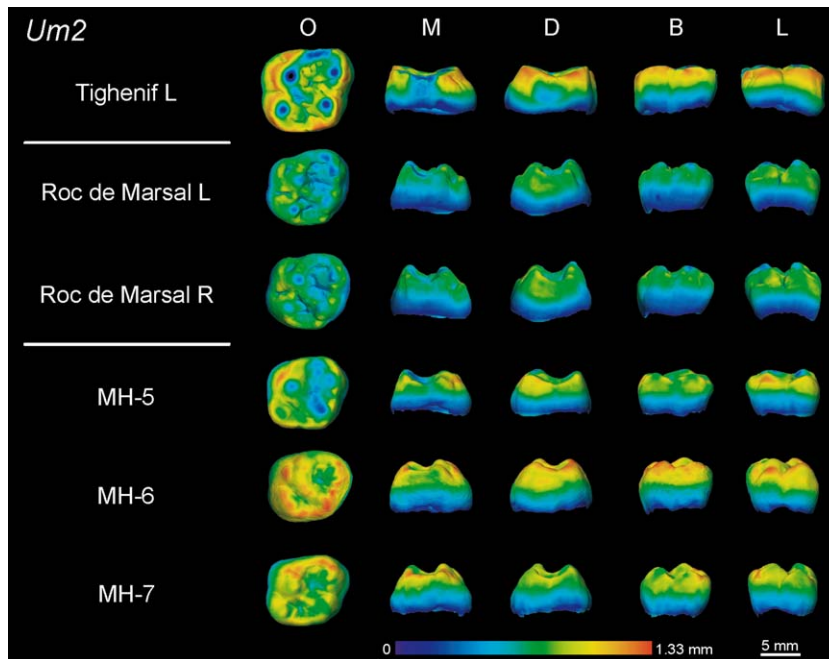 Um2 O M D B L
Tighenif L
Roc de Marsal L
Roc de Marsal R
MH-5
MH-6
MH-7
0 1.33 mm 5 mm